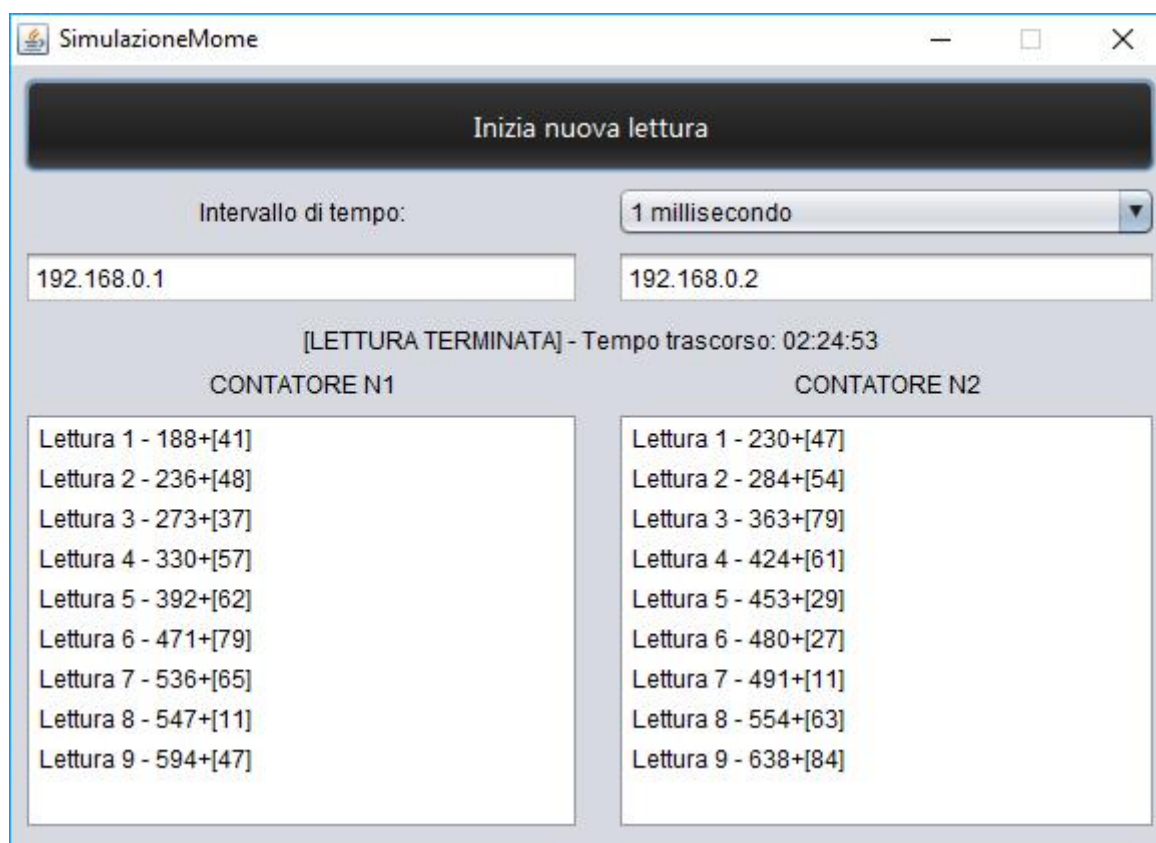 SimulazioneMome
Inizia nuova lettura
Intervallo di tempo:
1 millisecondo
192.168.0.1
192.168.0.2
[LETTURA TERMINATA] - Tempo trascorso: 02:24:53
CONTATORE N1
Lettura 1 - 188+[41]
Lettura 2 - 236+[48]
Lettura 3 - 273+[37]
Lettura 4 - 330+[57]
Lettura 5 - 392+[62]
Lettura 6 - 471+[79]
Lettura 7 - 536+[65]
Lettura 8 - 547+[11]
Lettura 9 - 594+[47]
CONTATORE N2
Lettura 1 - 230+[47]
Lettura 2 - 284+[54]
Lettura 3 - 363+[79]
Lettura 4 - 424+[61]
Lettura 5 - 453+[29]
Lettura 6 - 480+[27]
Lettura 7 - 491+[11]
Lettura 8 - 554+[63]
Lettura 9 - 638+[84]